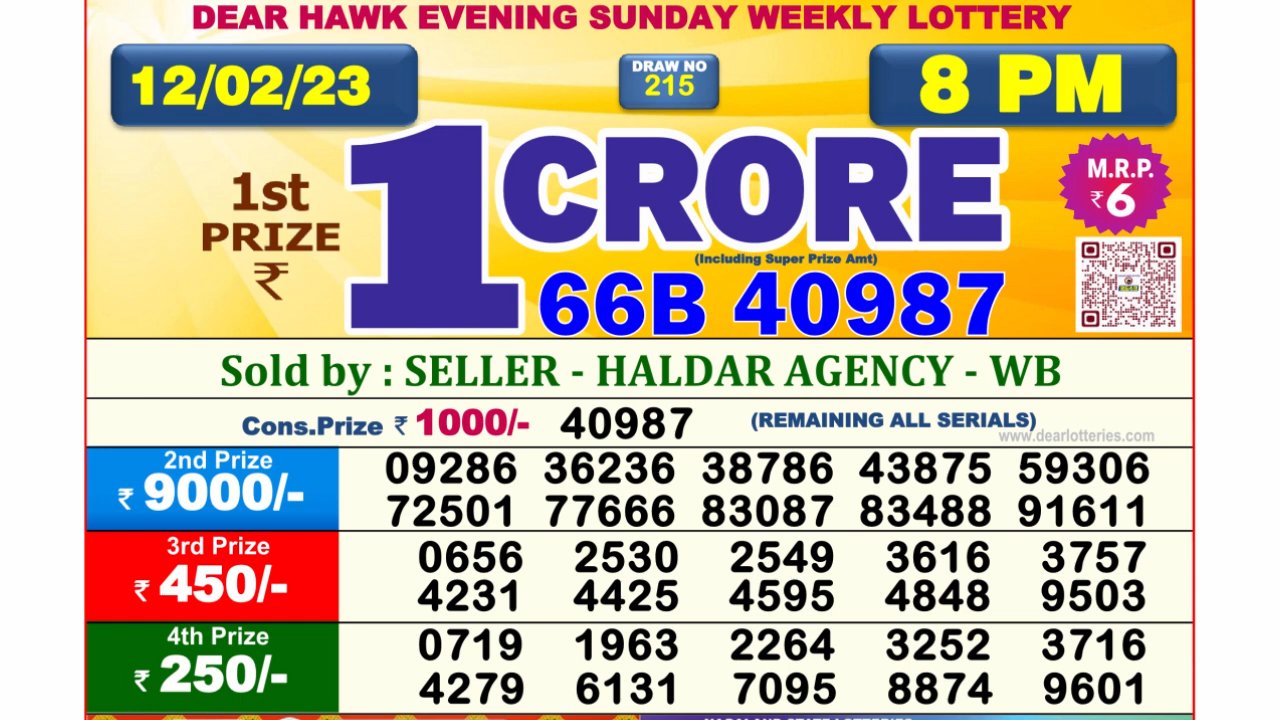 DEAR HAWK EVENING SUNDAY WEEKLY LOTTERY
12/02/23
DRAW NO
215
8 PM
1st
PRIZE
₹
1 CRORE
(Including Super Prize Amt)
66B 40987
M.R.P.
₹ 6
Sold by : SELLER - HALDAR AGENCY - WB
Cons.Prize ₹ 1000/- 40987 (REMAINING ALL SERIALS)
www.dearlotteries.com
2nd Prize
₹ 9000/-
09286 36236 38786 43875 59306
72501 77666 83087 83488 91611
3rd Prize
₹ 450/-
0656 2530 2549 3616 3757
4231 4425 4595 4848 9503
4th Prize
₹ 250/-
0719 1963 2264 3252 3716
4279 6131 7095 8874 9601